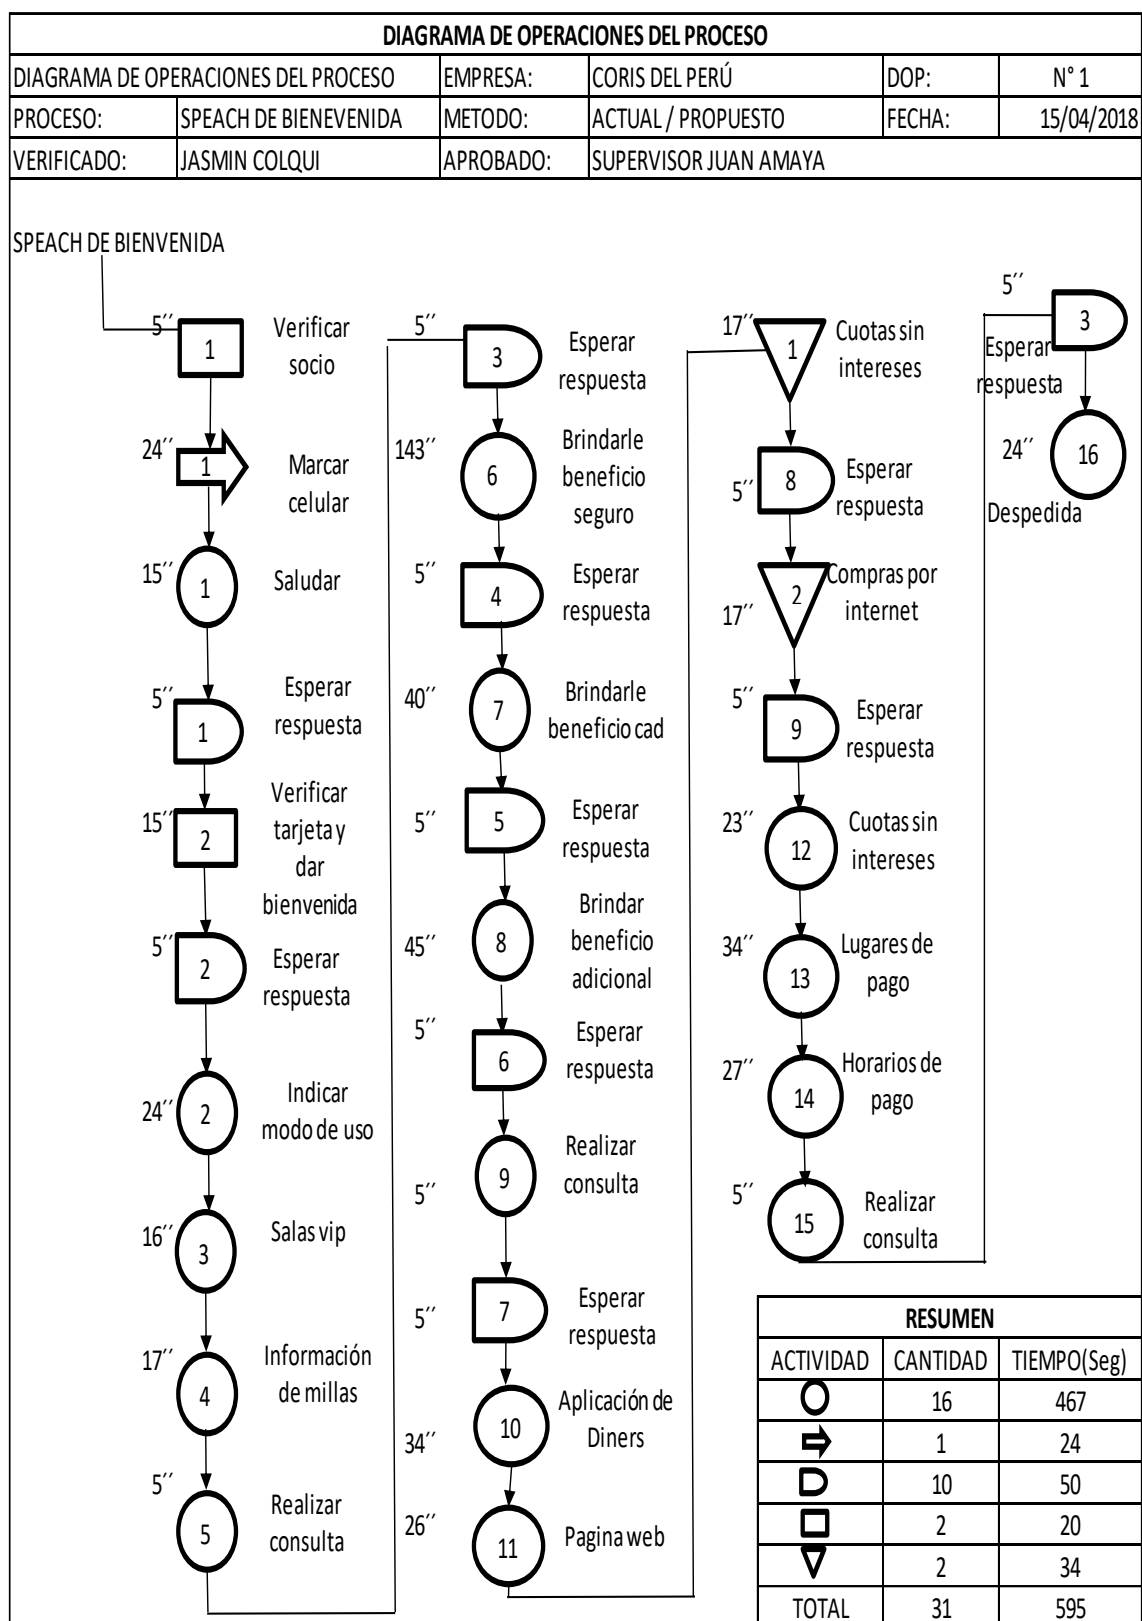 DIAGRAMA DE OPERACIONES DEL PROCESO
DIAGRAMA DE OPERACIONES DEL PROCESO EMPRESA: CORIS DEL PERÚ DOP: N° 1
PROCESO: SPEACH DE BIENEVENIDA METODO: ACTUAL / PROPUESTO FECHA: 15/04/2018
VERIFICADO: JASMIN COLQUI APROBADO: SUPERVISOR JUAN AMAYA
SPEACH DE BIENVENIDA
5´´
1
Verificar
socio
24´´
1
Marcar
celular
15´´
1
Saludar
5´´
1
Esperar
respuesta
15´´
2
Verificar
tarjeta y
dar
bienvenida
5´´
2
Esperar
respuesta
24´´
2
Indicar
modo de uso
16´´
3
Salas vip
17´´
4
Información
de millas
5´´
5
Realizar
consulta
5´´
3
Esperar
respuesta
143´´
6
Brindarle
beneficio
seguro
5´´
4
Esperar
respuesta
40´´
7
Brindarle
beneficio cad
5´´
5
Esperar
respuesta
45´´
8
Brindar
beneficio
adicional
5´´
6
Esperar
respuesta
5´´
9
Realizar
consulta
5´´
7
Esperar
respuesta
34´´
10
Aplicación de
Diners
26´´
11
Pagina web
17´´
1
Cuotas sin
intereses
5´´
8
Esperar
respuesta
17´´
2
Compras por
internet
5´´
9
Esperar
respuesta
23´´
12
Cuotas sin
intereses
34´´
13
Lugares de
pago
27´´
14
Horarios de
pago
5´´
15
Realizar
consulta
5´´
3
Esperar
respuesta
24´´
16
Despedida
RESUMEN
ACTIVIDAD CANTIDAD TIEMPO(Seg)
16 467
1 24
10 50
2 20
2 34
TOTAL 31 595